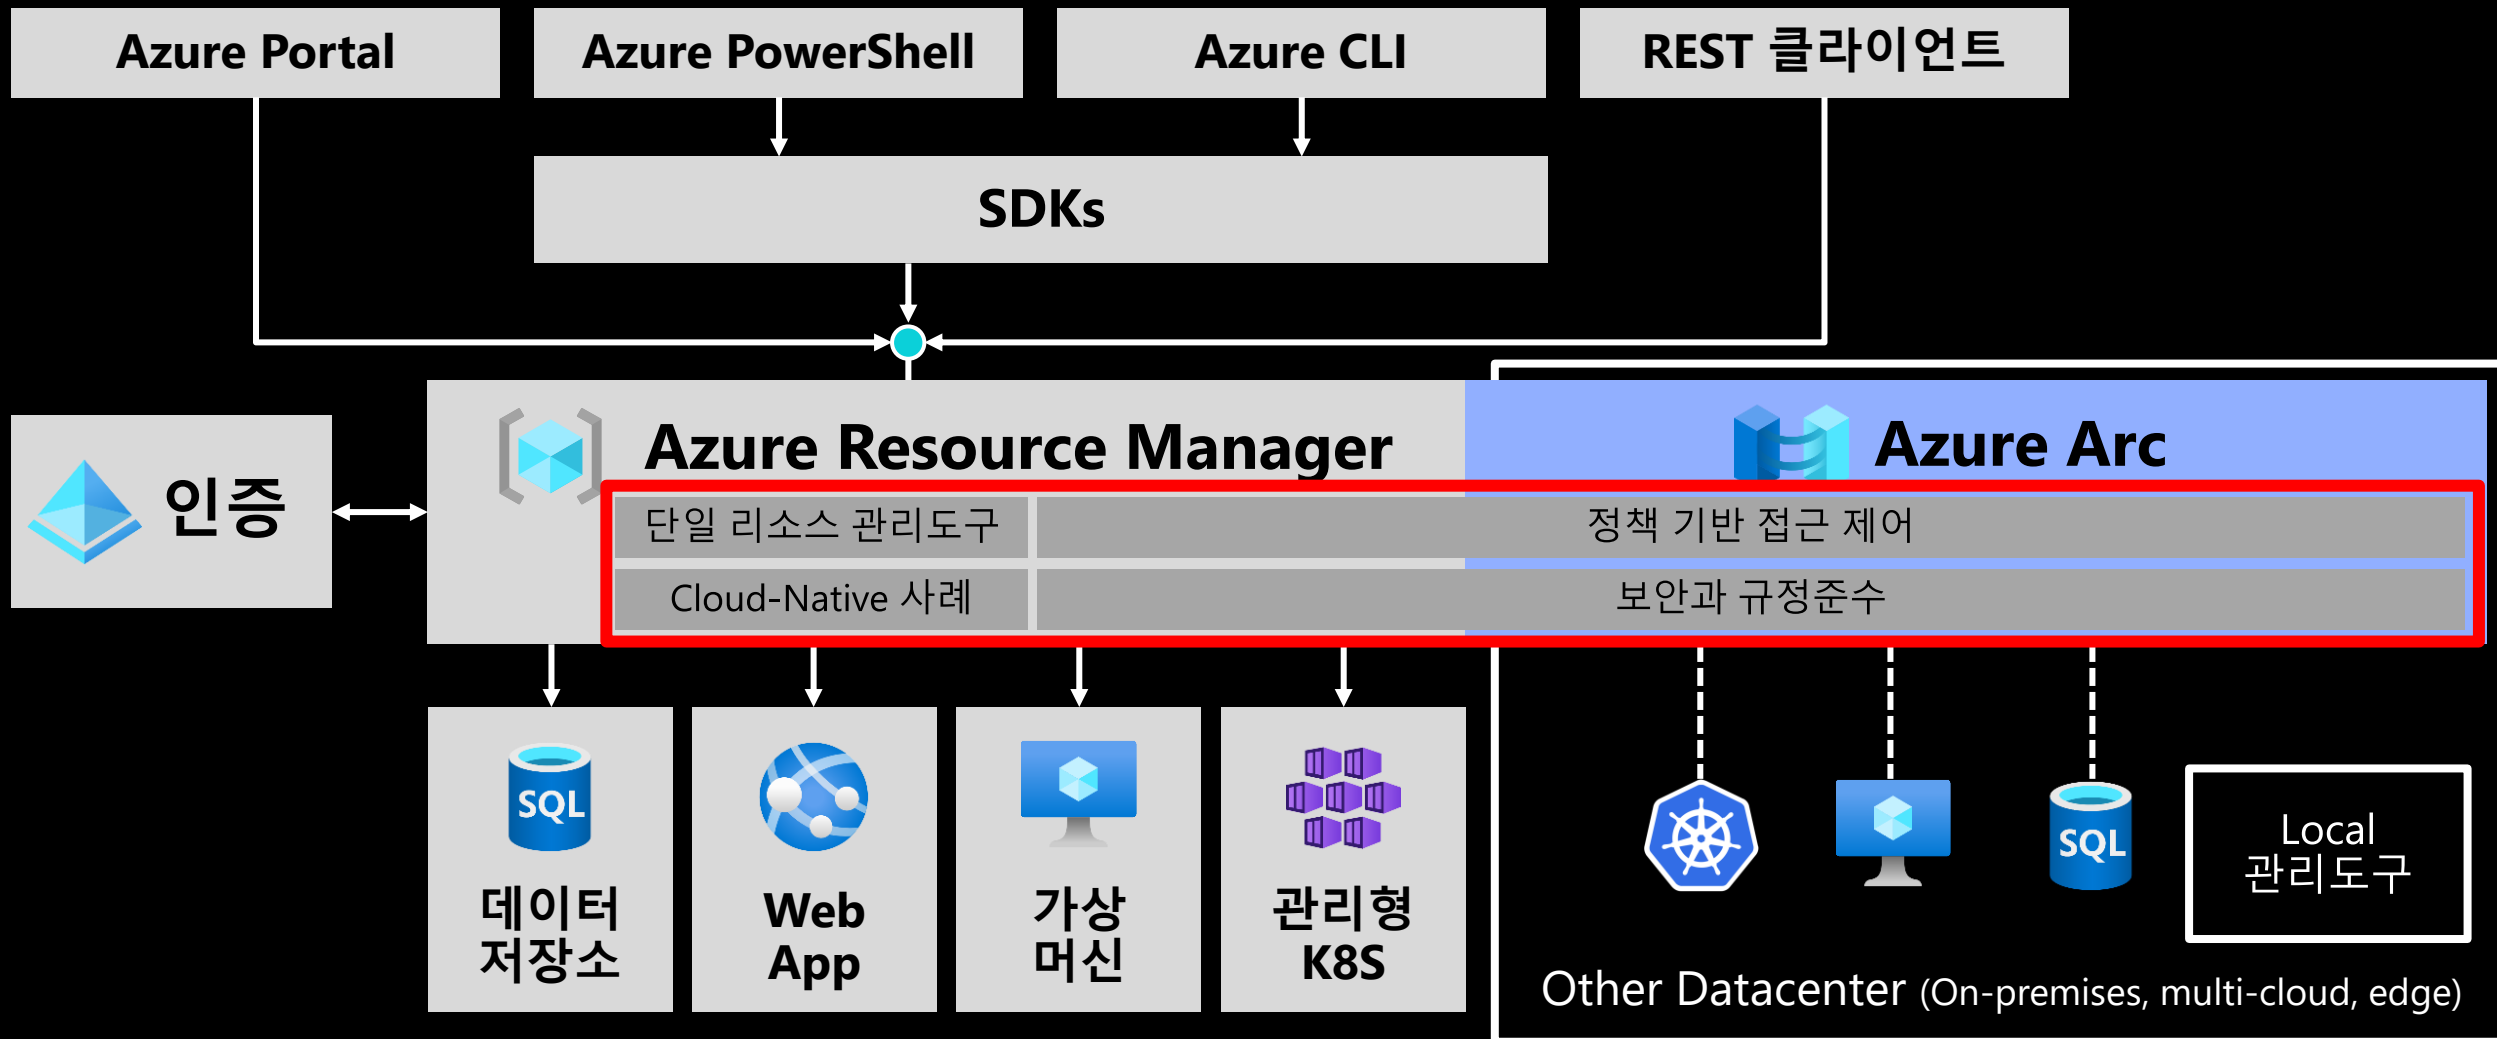 Azure Portal
Azure PowerShell
Azure CLI
REST 클라이언트
SDKs
인증
Azure Resource Manager
Azure Arc
단일 리소스 관리도구
정책 기반 접근 제어
Cloud-Native 사례
보안과 규정준수
SQL
데이터
저장소
Web
App
가상
머신
관리형
K8S
SQL
Local
관리도구
Other Datacenter (On-premises, multi-cloud, edge)